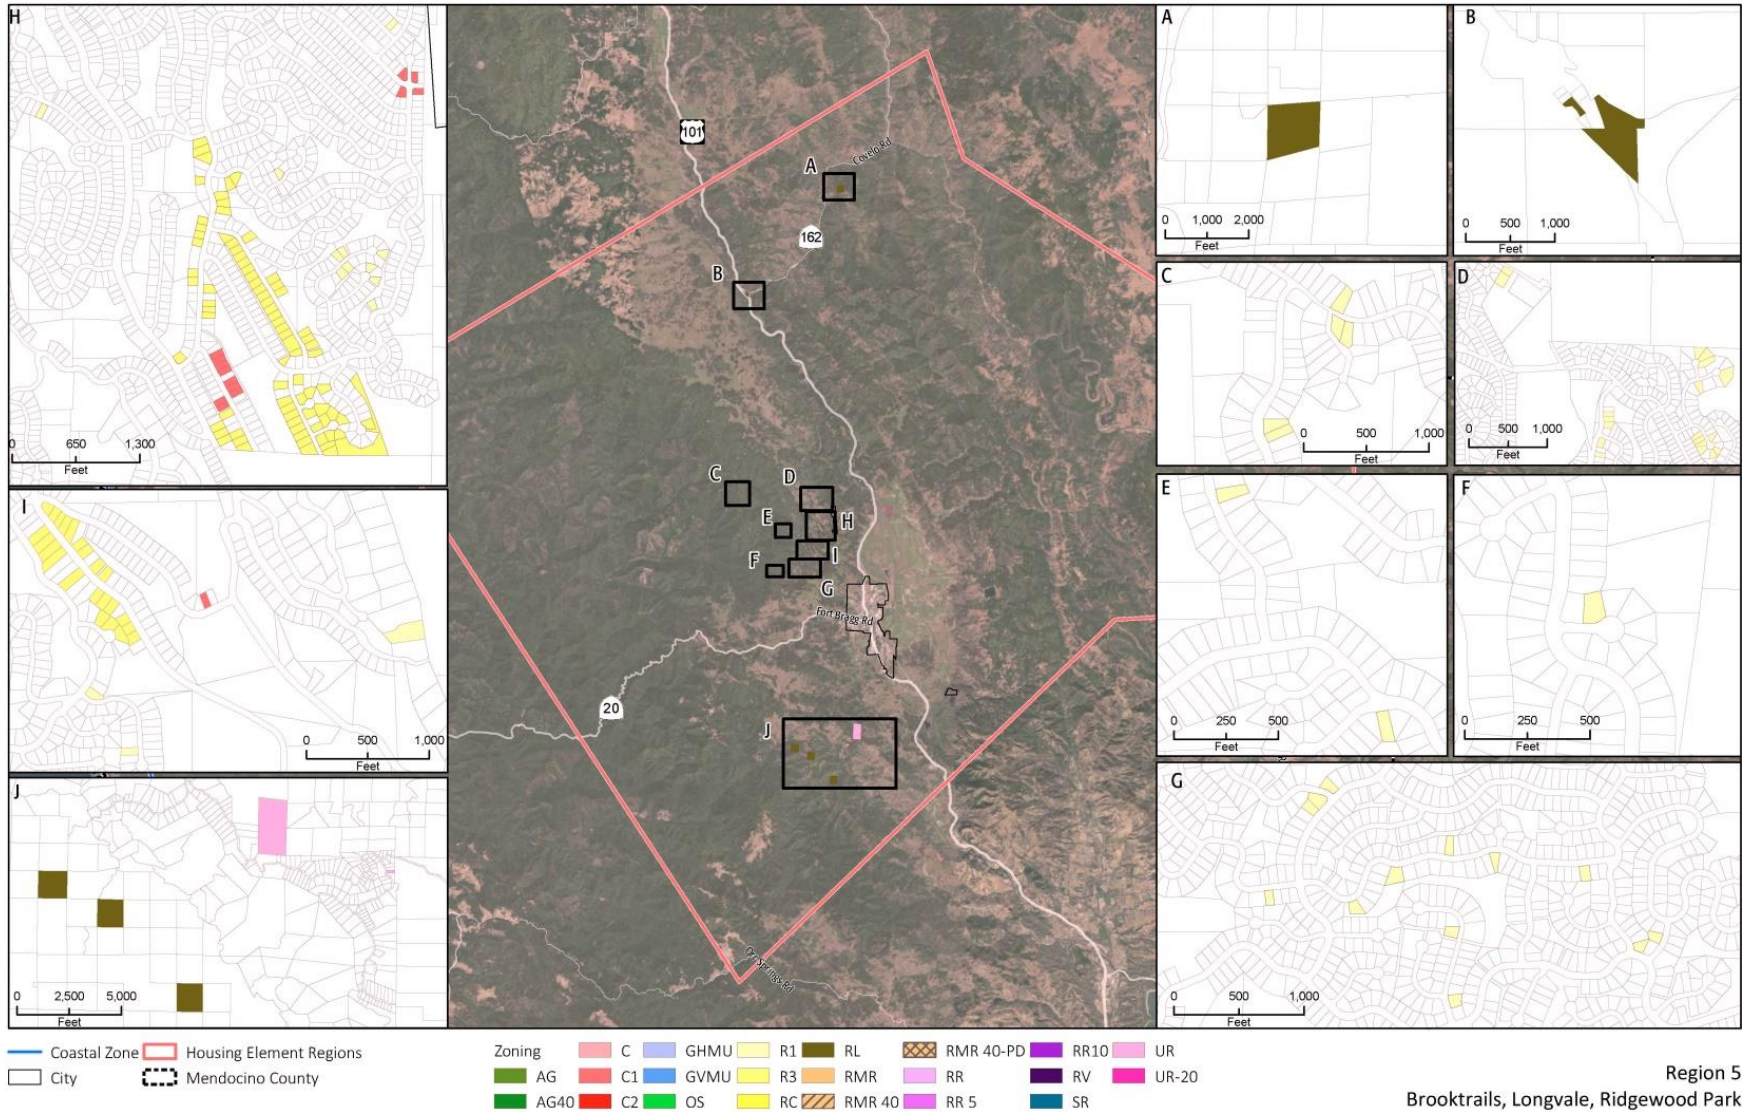 H
0 650 1,300
Feet
I
0 500 1,000
Feet
J
0 2,500 5,000
Feet
101
Covelo Rd
A
162
B
C
D
E
H
F
I
G
Fort Bragg Rd
20
J
Orr Springs Rd
A
0 1,000 2,000
Feet
B
0 500 1,000
Feet
C
0 500 1,000
Feet
D
0 500 1,000
Feet
E
0 250 500
Feet
F
0 250 500
Feet
G
0 500 1,000
Feet
Coastal Zone Housing Element Regions
City Mendocino County
Zoning C GHMU R1 RL RMR 40-PD RR10 UR
AG C1 GVMU R3 RMR RR RV UR-20
AG40 C2 OS RC RMR 40 RR 5 SR
Region 5
Brooktrails, Longvale, Ridgewood Park